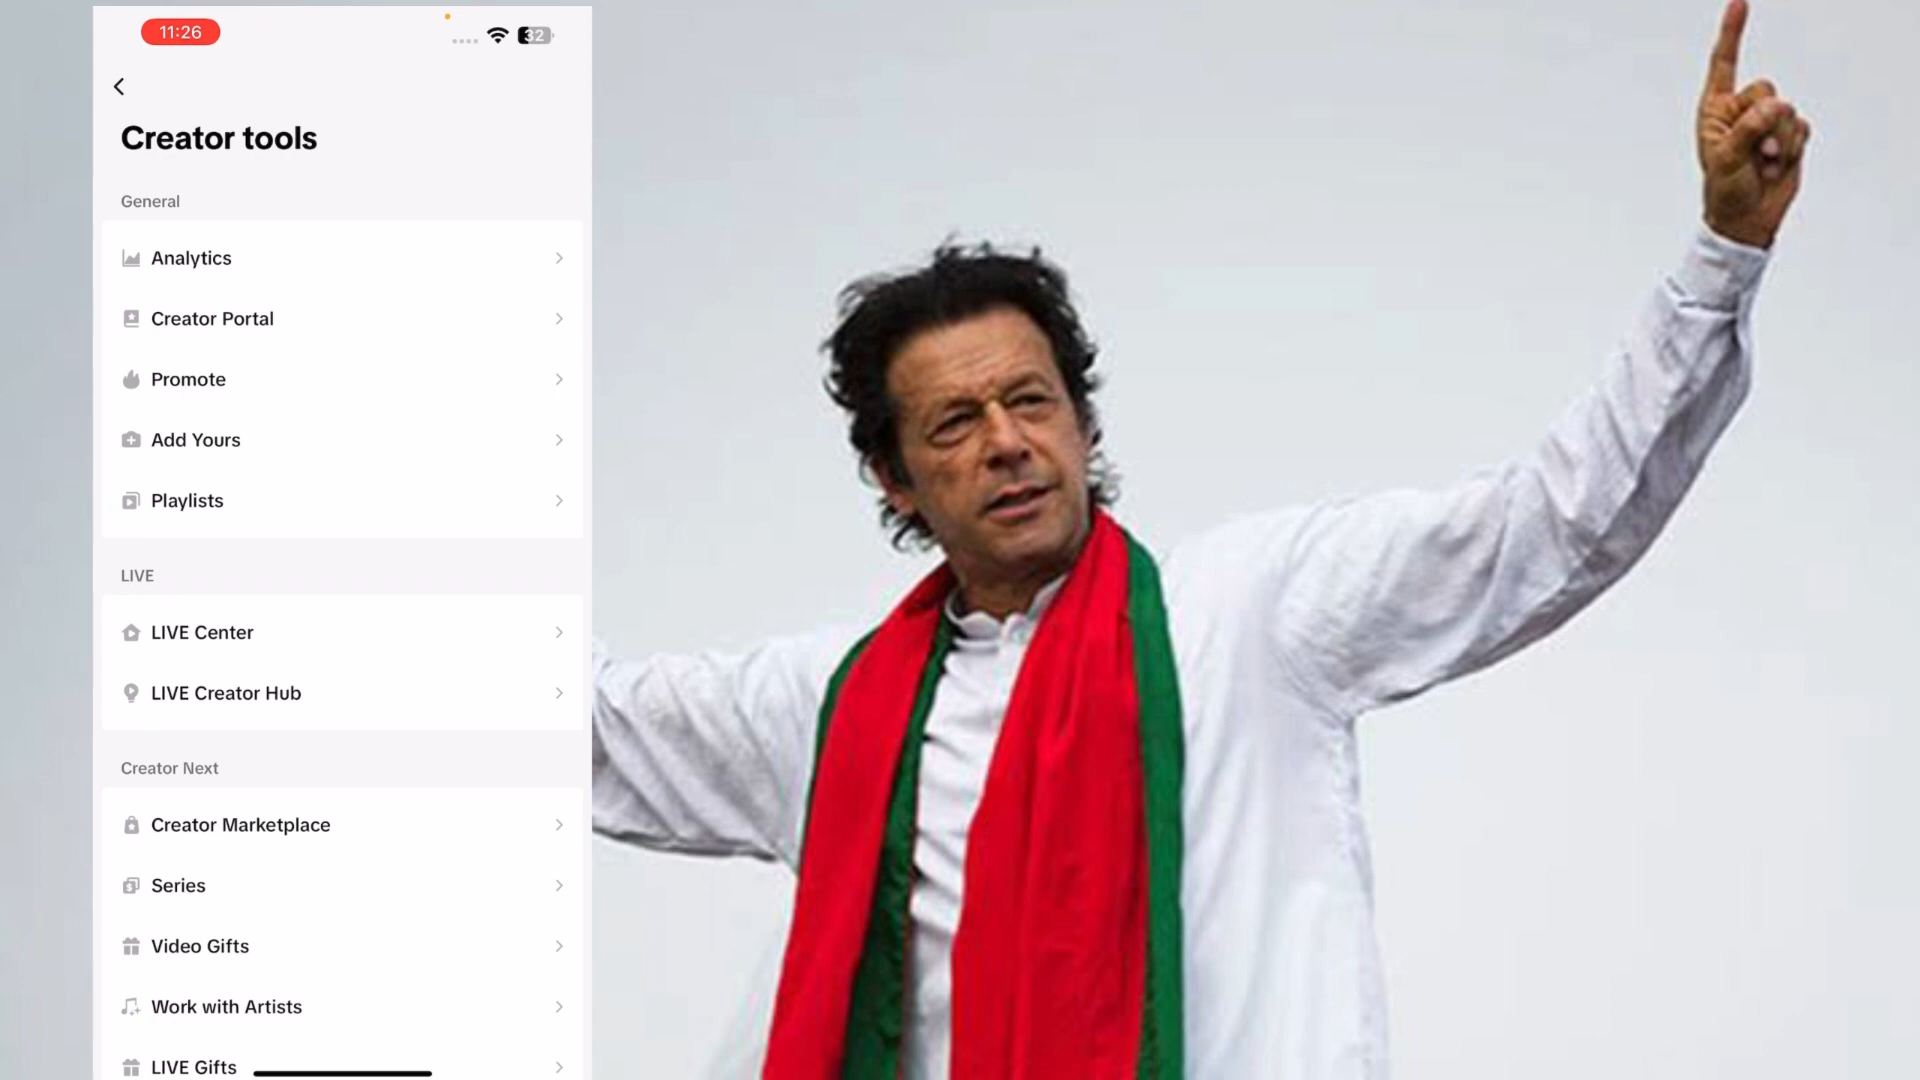 11:26
32
Creator tools
General
Analytics
Creator Portal
Promote
Add Yours
Playlists
LIVE
LIVE Center
LIVE Creator Hub
Creator Next
Creator Marketplace
Series
Video Gifts
Work with Artists
LIVE Gifts